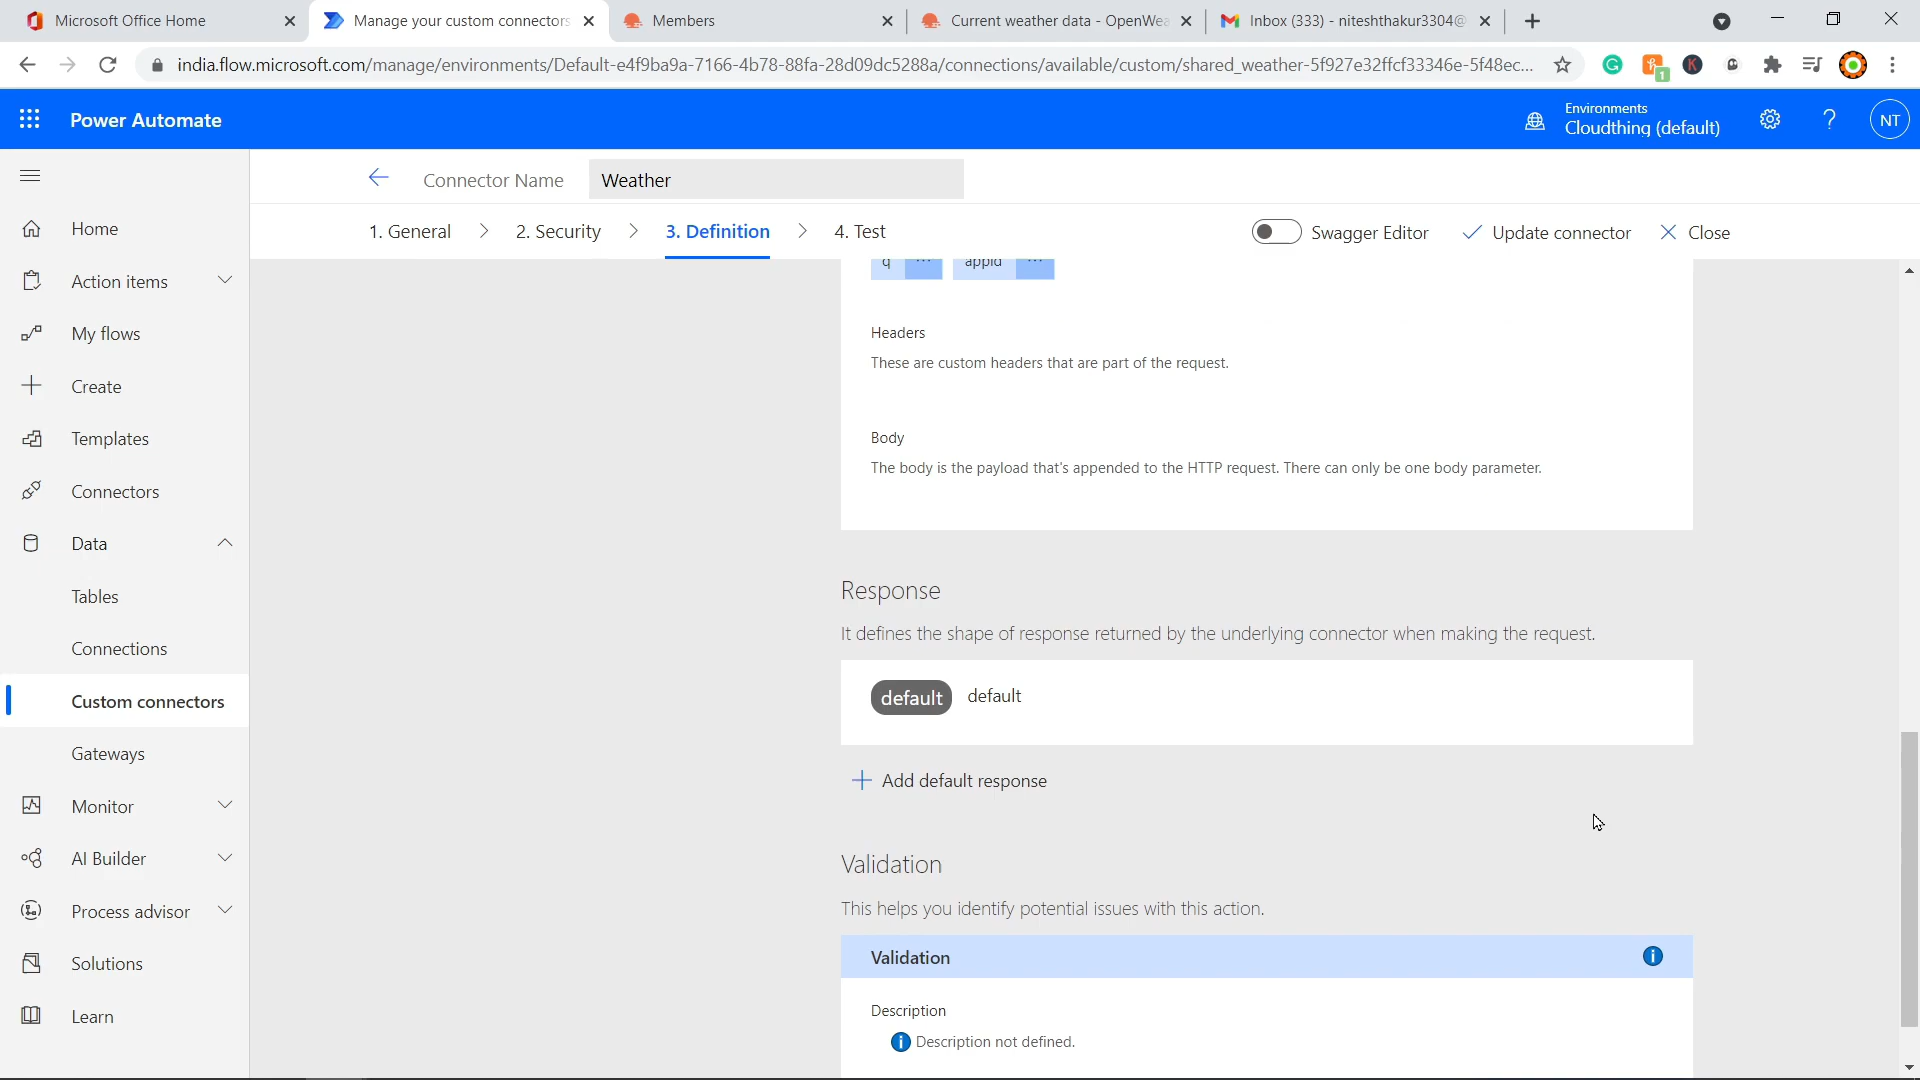 Microsoft Office Home
Manage your custom connectors
Members
Current weather data - OpenWea
Inbox (333) - niteshthakur3304@
india.flow.microsoft.com/manage/environments/Default-e4f9ba9a-7166-4b78-88fa-28d09dc5288a/connections/available/custom/shared_weather-5f927e32ffcf33346e-5f48ec...
1
K
Power Automate
Environments
Cloudthing (default)
?
NT
Connector Name
Weather
1. General
2. Security
3. Definition
4. Test
Swagger Editor
Update connector
Close
Home
Action items
My flows
Create
Templates
Connectors
Data
Tables
Connections
Custom connectors
Gateways
Monitor
AI Builder
Process advisor
Solutions
Learn
q ...
appid ...
Headers
These are custom headers that are part of the request.
Body
The body is the payload that's appended to the HTTP request. There can only be one body parameter.
Response
It defines the shape of response returned by the underlying connector when making the request.
default default
Add default response
Validation
This helps you identify potential issues with this action.
Validation
Description
Description not defined.